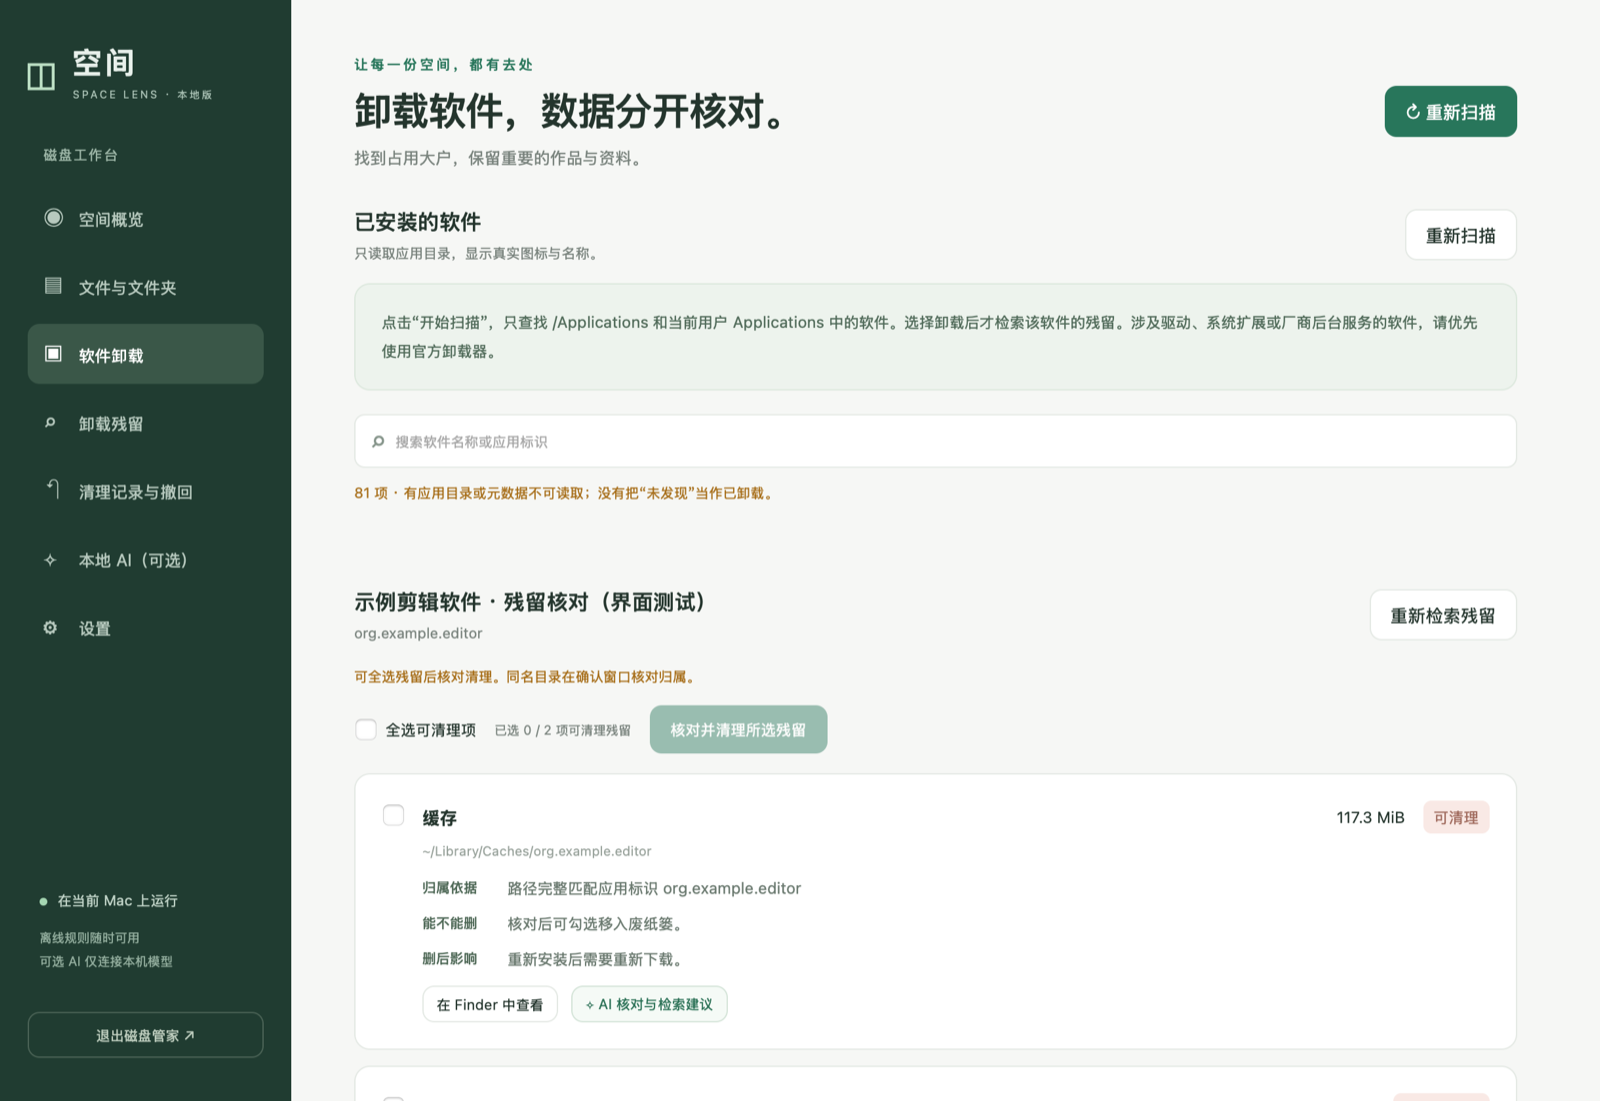 空间
SPACE LENS · 本地版
磁盘工作台
空间概览
文件与文件夹
软件卸载
卸载残留
清理记录与撤回
本地 AI（可选）
设置
在当前 Mac 上运行
离线规则随时可用
可选 AI 仅连接本机模型
退出磁盘管家 ↗
让每一份空间，都有去处
卸载软件，数据分开核对。
找到占用大户，保留重要的作品与资料。
重新扫描
已安装的软件
只读取应用目录，显示真实图标与名称。
重新扫描
点击“开始扫描”，只查找 /Applications 和当前用户 Applications 中的软件。选择卸载后才检索该软件的残留。涉及驱动、系统扩展或厂商后台服务的软件，请优先
使用官方卸载器。
搜索软件名称或应用标识
81 项 · 有应用目录或元数据不可读取；没有把“未发现”当作已卸载。
示例剪辑软件 · 残留核对（界面测试）
org.example.editor
重新检索残留
可全选残留后核对清理。同名目录在确认窗口核对归属。
全选可清理项 已选 0 / 2 项可清理残留 核对并清理所选残留
缓存 117.3 MiB 可清理
~/Library/Caches/org.example.editor
归属依据 路径完整匹配应用标识 org.example.editor
能不能删 核对后可勾选移入废纸篓。
删后影响 重新安装后需要重新下载。
在 Finder 中查看 ✧ AI 核对与检索建议